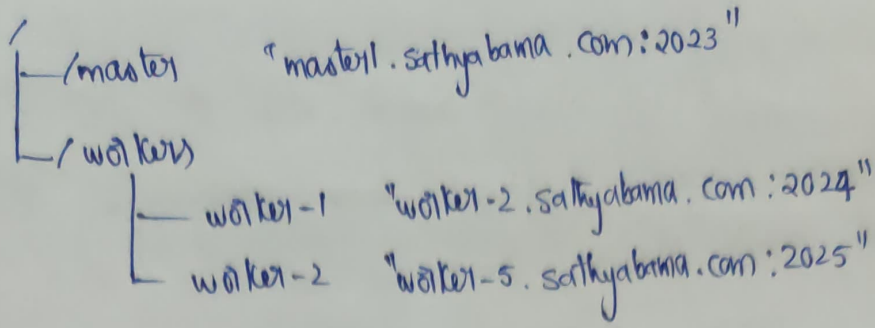 /
/master "master1.sathyabama.com:2023"
/workers
worker-1 "worker-2.sathyabama.com:2024"
worker-2 "worker-5.sathyabama.com:2025"